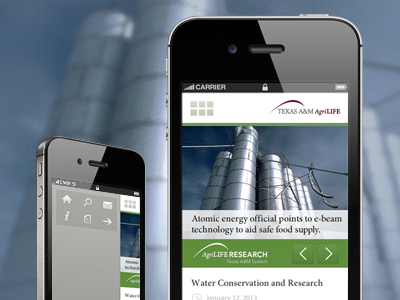 CARRIER
TEXAS A&M AgriLIFE
Atomic energy official points to e-beam
technology to aid safe food supply.
AgriLIFE RESEARCH
Texas A&M System
Water Conservation and Research
January 12, 2013